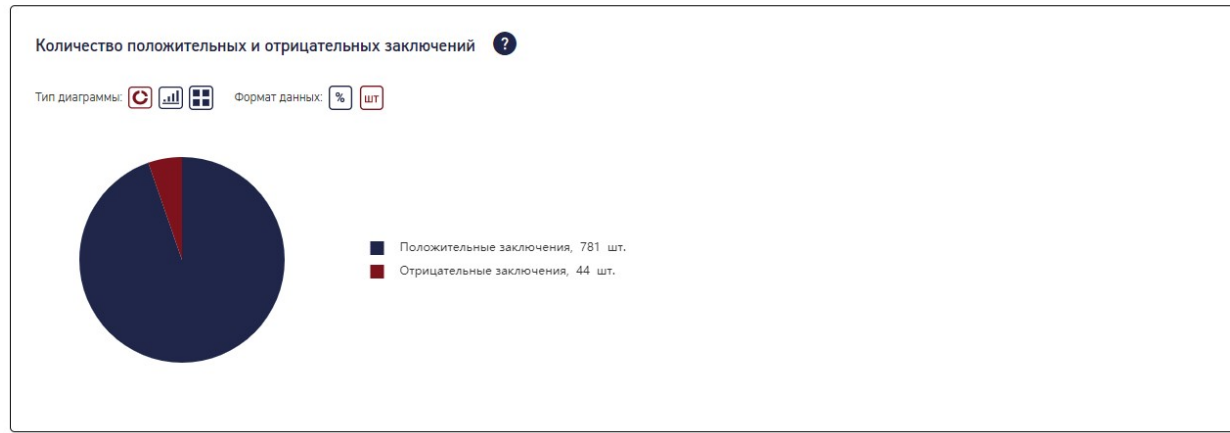 Количество положительных и отрицательных заключений ?
Тип диаграммы: Формат данных: % шт
Положительные заключения, 781 шт.
Отрицательные заключения, 44 шт.